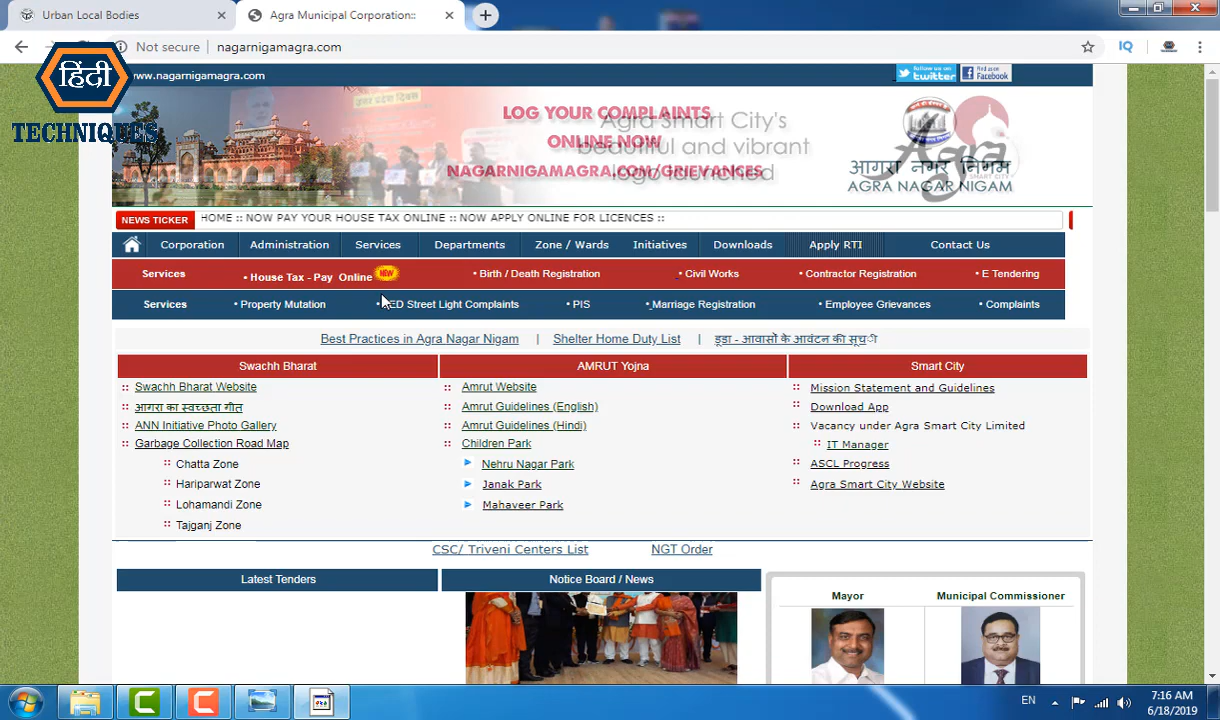 Urban Local Bodies
Agra Municipal Corporation::
Not secure
nagarnigamagra.com
IQ
हिंदी
TECHNIQUES
www.nagarnigamagra.com
Follow us on twitter
Find us on Facebook
LOG YOUR COMPLAINTS
ONLINE NOW
NAGARNIGAMAGRA.COM/GRIEVANCES
Agra Smart City's
beautiful and vibrant
logo launched
Agra
SMART CITY
आगरा नगर निगम
AGRA NAGAR NIGAM
NEWS TICKER
HOME :: NOW PAY YOUR HOUSE TAX ONLINE :: NOW APPLY ONLINE FOR LICENCES ::
Corporation Administration Services Departments Zone / Wards Initiatives Downloads Apply RTI Contact Us
Services • House Tax - Pay Online NEW • Birth / Death Registration • Civil Works • Contractor Registration • E Tendering
Services • Property Mutation • ED Street Light Complaints • PIS • Marriage Registration • Employee Grievances • Complaints
Best Practices in Agra Nagar Nigam | Shelter Home Duty List | डूडा - आवासों के आवंटन की सूची
Swachh Bharat
Swachh Bharat Website
आगरा का स्वच्छता गीत
ANN Initiative Photo Gallery
Garbage Collection Road Map
Chatta Zone
Hariparwat Zone
Lohamandi Zone
Tajganj Zone
AMRUT Yojna
Amrut Website
Amrut Guidelines (English)
Amrut Guidelines (Hindi)
Children Park
Nehru Nagar Park
Janak Park
Mahaveer Park
Smart City
Mission Statement and Guidelines
Download App
Vacancy under Agra Smart City Limited
IT Manager
ASCL Progress
Agra Smart City Website
CSC/ Triveni Centers List NGT Order
Latest Tenders
Notice Board / News
Mayor
Municipal Commissioner
EN
7:16 AM
6/18/2019